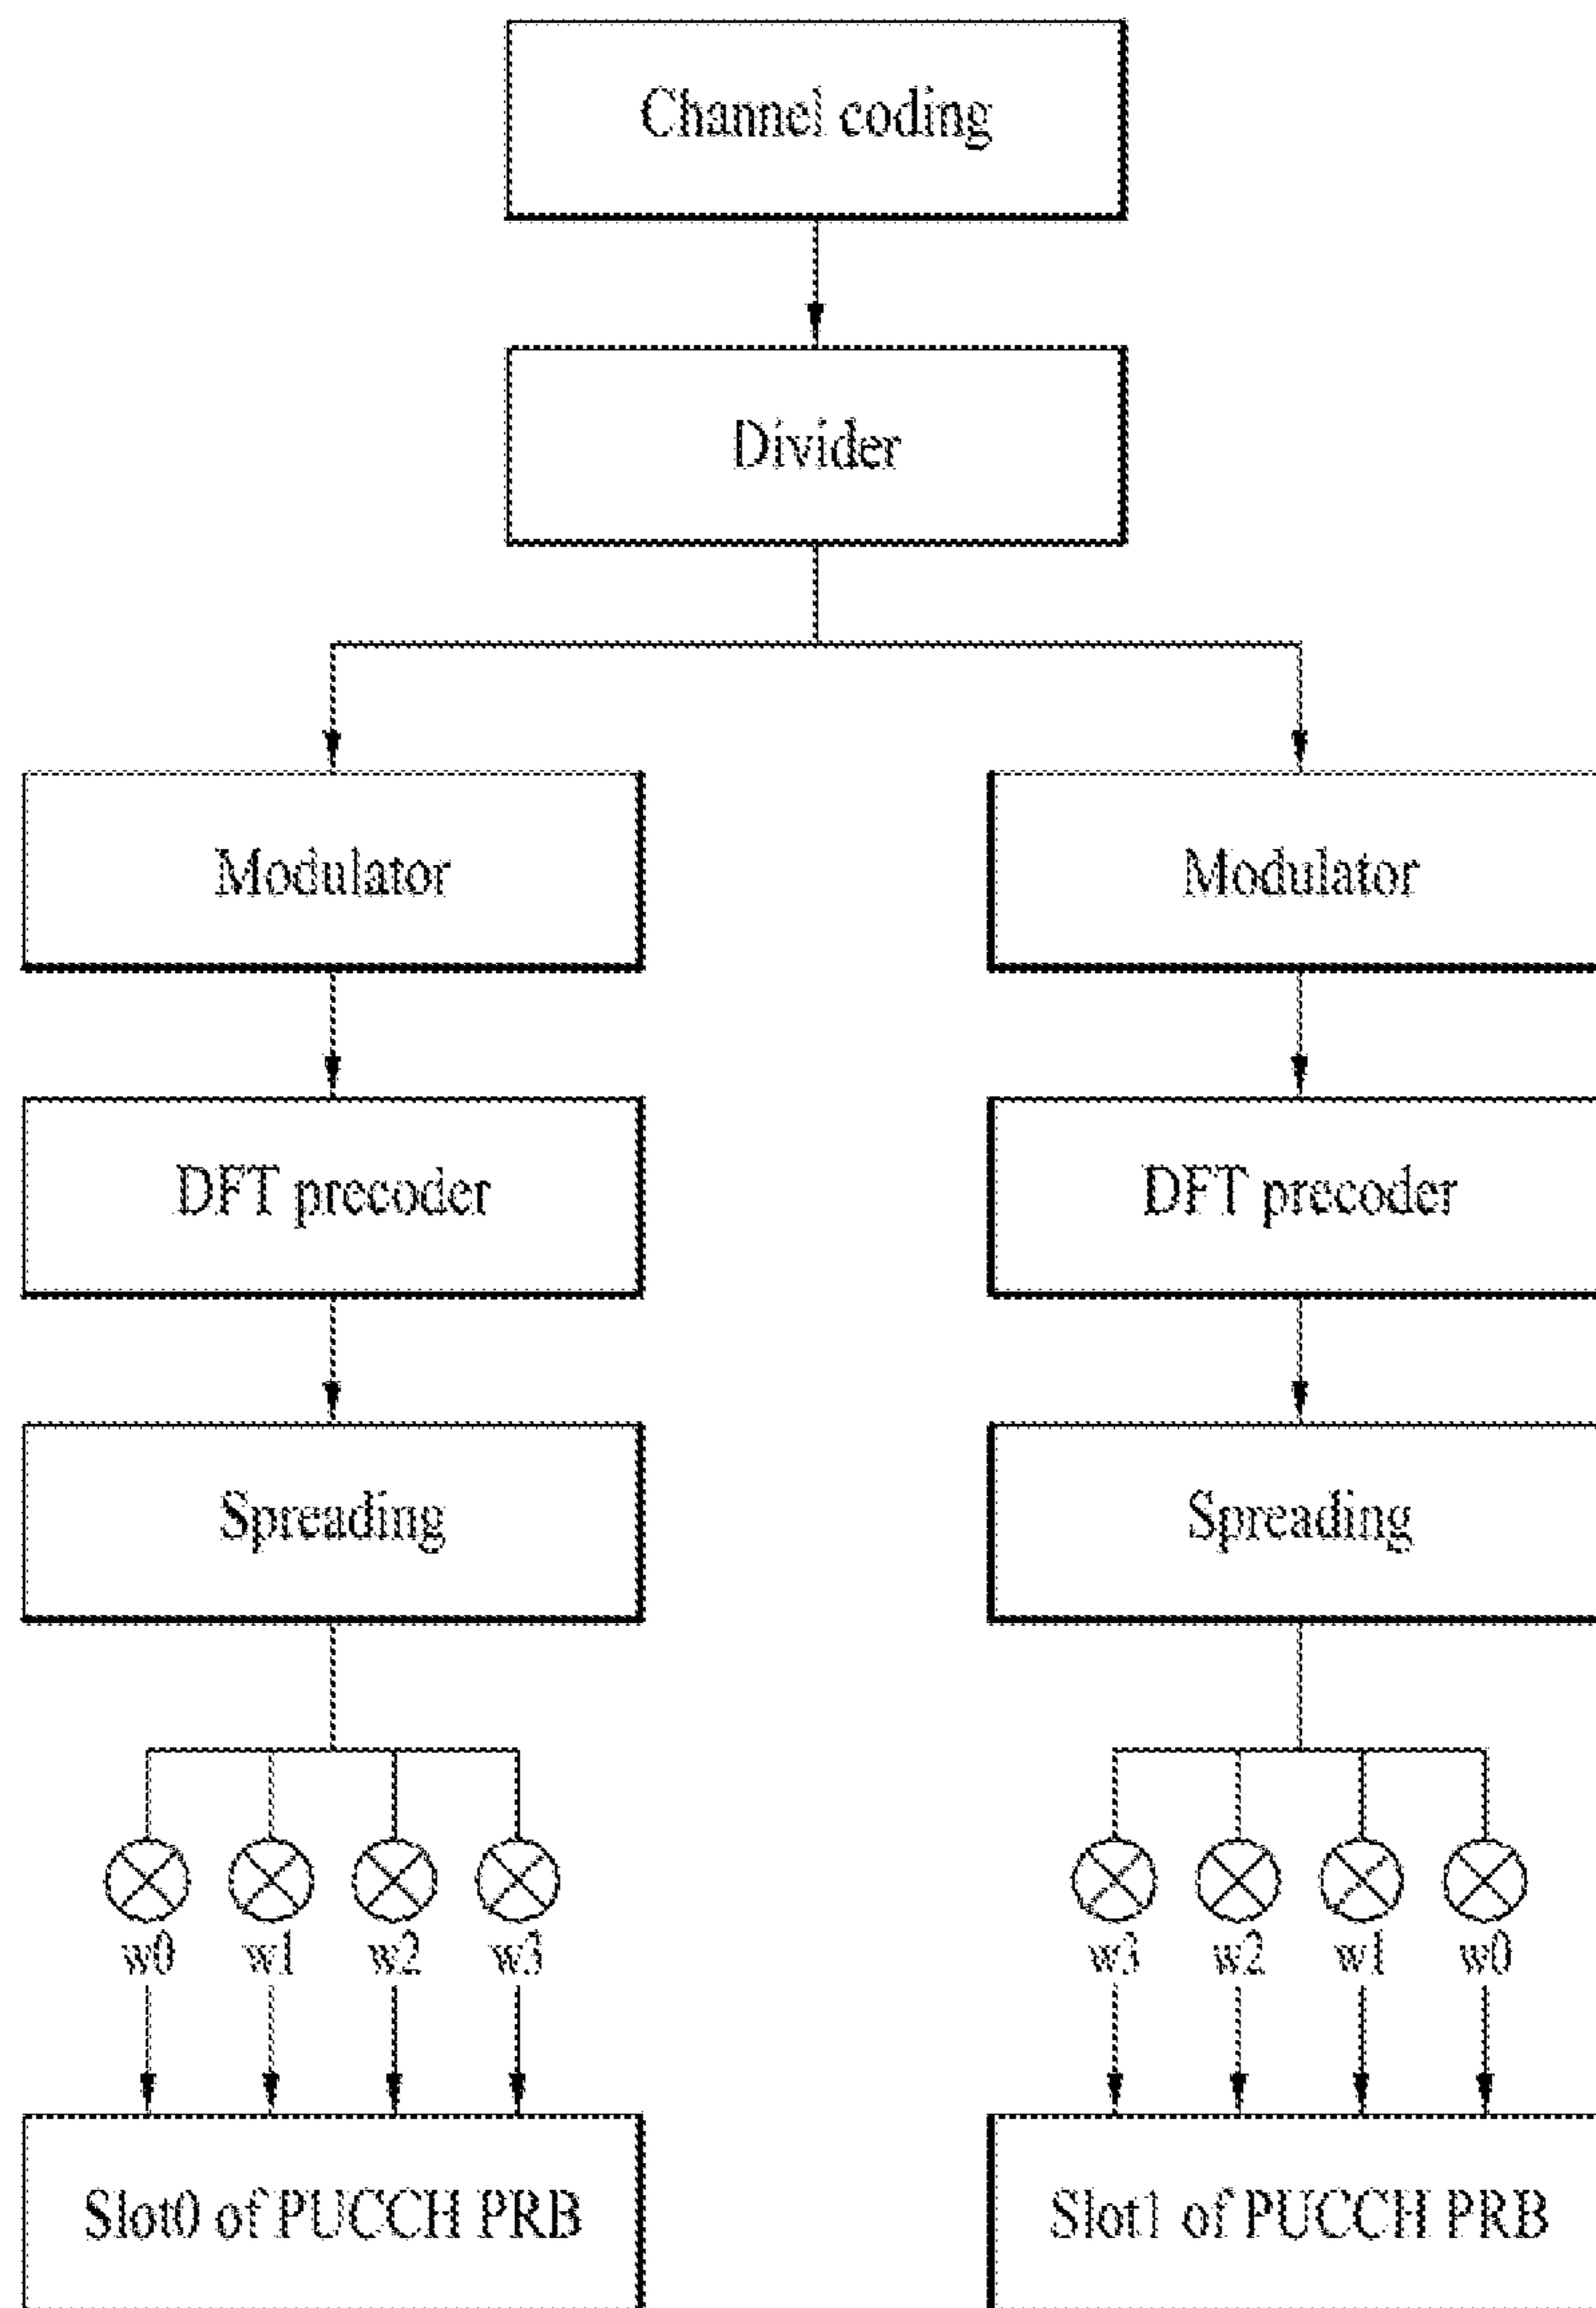 Channel coding
Divider
Modulator Modulator
DFT precoder DFT precoder
Spreading Spreading
w0 w1 w2 w3 w3 w2 w1 w0
Slot0 of PUCCH PRB Slot1 of PUCCH PRB